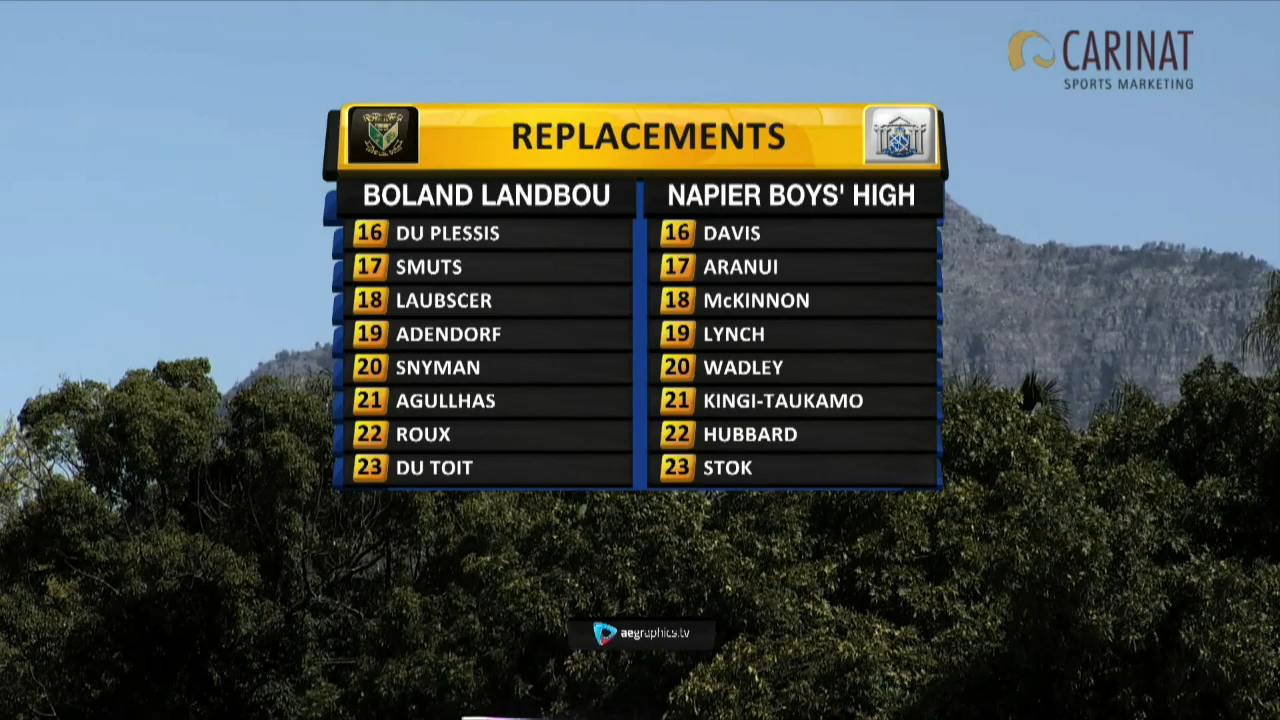 CARINAT
SPORTS MARKETING
REPLACEMENTS
BOLAND LANDBOU
16 DU PLESSIS
17 SMUTS
18 LAUBSCER
19 ADENDORF
20 SNYMAN
21 AGULLHAS
22 ROUX
23 DU TOIT
NAPIER BOYS' HIGH
16 DAVIS
17 ARANUI
18 McKINNON
19 LYNCH
20 WADLEY
21 KINGI-TAUKAMO
22 HUBBARD
23 STOK
aegraphics.tv